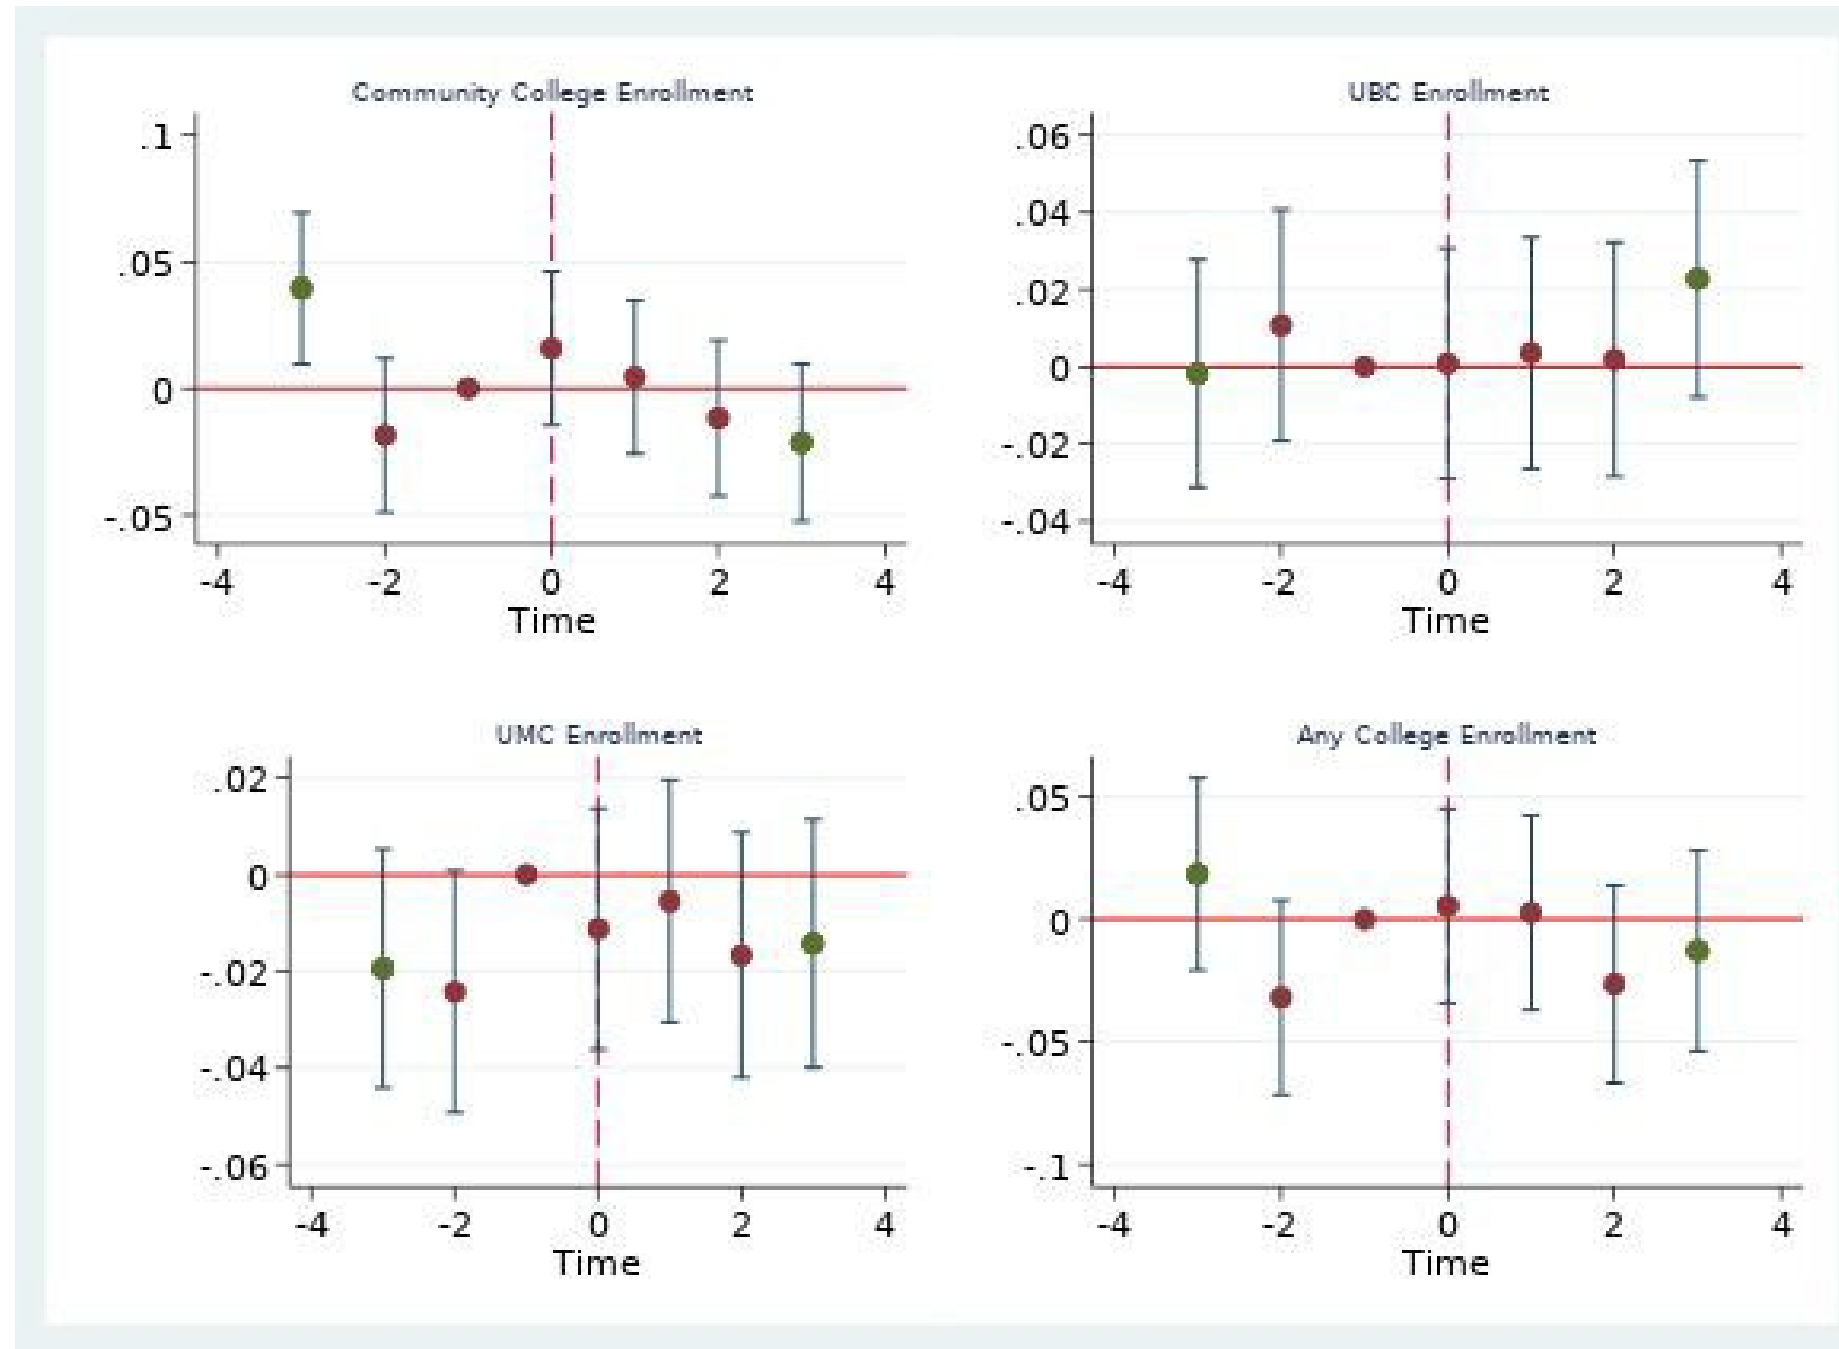 Community College Enrollment
.1
.05
0
-.05
-4 -2 0 2 4
Time
UBC Enrollment
.06
.04
.02
0
-.02
-.04
-4 -2 0 2 4
Time
UMC Enrollment
.02
0
-.02
-.04
-.06
-4 -2 0 2 4
Time
Any College Enrollment
.05
0
-.05
-.1
-4 -2 0 2 4
Time